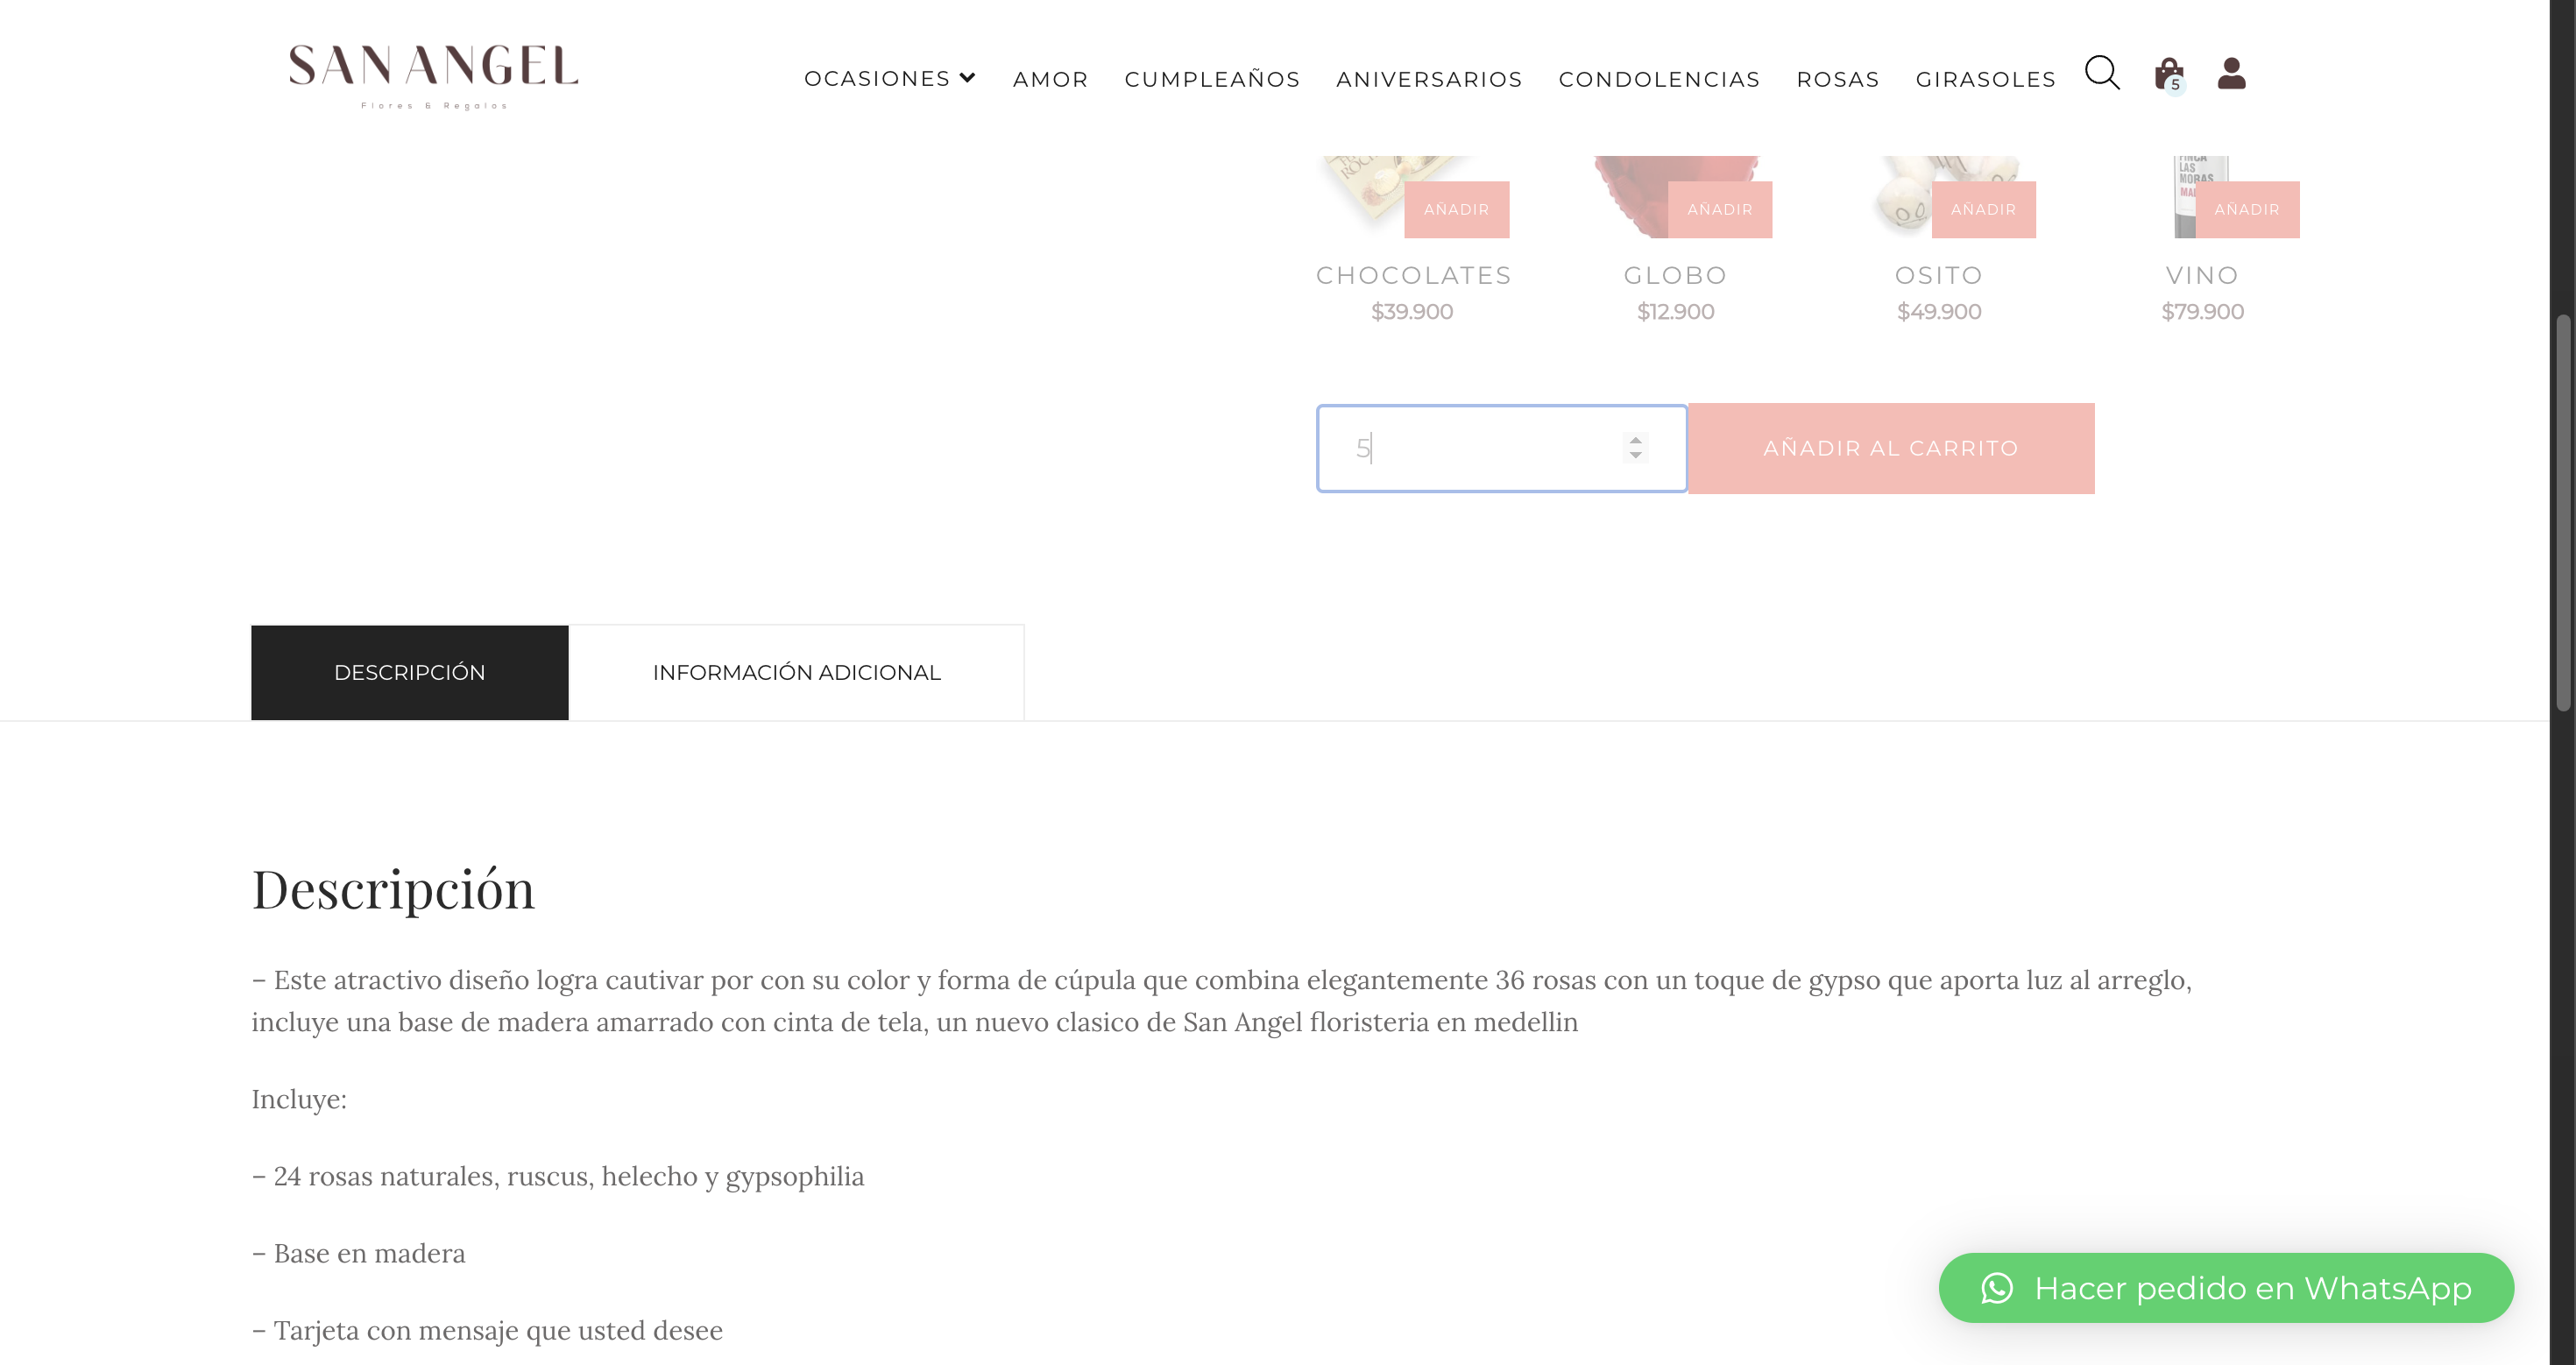 SAN ANGEL
Flores & Regalos
OCASIONES AMOR CUMPLEAÑOS ANIVERSARIOS CONDOLENCIAS ROSAS GIRASOLES
5
FINCA
LAS
MORAS
AÑADIR AÑADIR AÑADIR AÑADIR
CHOCOLATES GLOBO OSITO VINO
$39.900 $12.900 $49.900 $79.900
5 AÑADIR AL CARRITO
DESCRIPCIÓN INFORMACIÓN ADICIONAL
Descripción
– Este atractivo diseño logra cautivar por con su color y forma de cúpula que combina elegantemente 36 rosas con un toque de gypso que aporta luz al arreglo,
incluye una base de madera amarrado con cinta de tela, un nuevo clasico de San Angel floristeria en medellin
Incluye:
– 24 rosas naturales, ruscus, helecho y gypsophilia
– Base en madera
– Tarjeta con mensaje que usted desee
Hacer pedido en WhatsApp